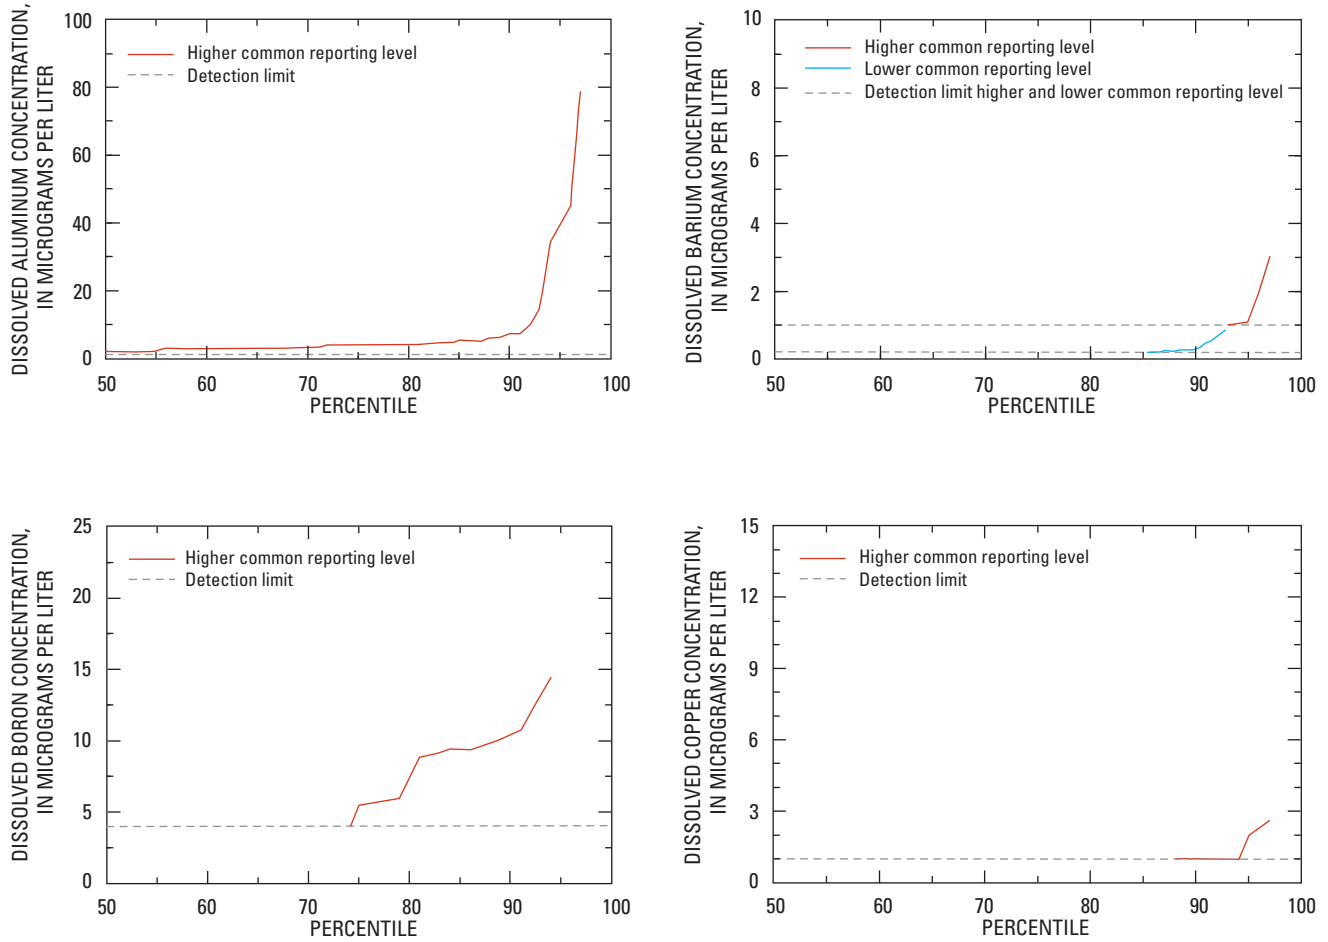 DISSOLVED ALUMINUM CONCENTRATION,
IN MICROGRAMS PER LITER
100
80
60
40
20
0
Higher common reporting level
Detection limit
50 60 70 80 90 100
PERCENTILE
DISSOLVED BARIUM CONCENTRATION,
IN MICROGRAMS PER LITER
10
8
6
4
2
0
Higher common reporting level
Lower common reporting level
Detection limit higher and lower common reporting level
50 60 70 80 90 100
PERCENTILE
DISSOLVED BORON CONCENTRATION,
IN MICROGRAMS PER LITER
25
20
15
10
5
0
Higher common reporting level
Detection limit
50 60 70 80 90 100
PERCENTILE
DISSOLVED COPPER CONCENTRATION,
IN MICROGRAMS PER LITER
15
12
9
6
3
0
Higher common reporting level
Detection limit
50 60 70 80 90 100
PERCENTILE